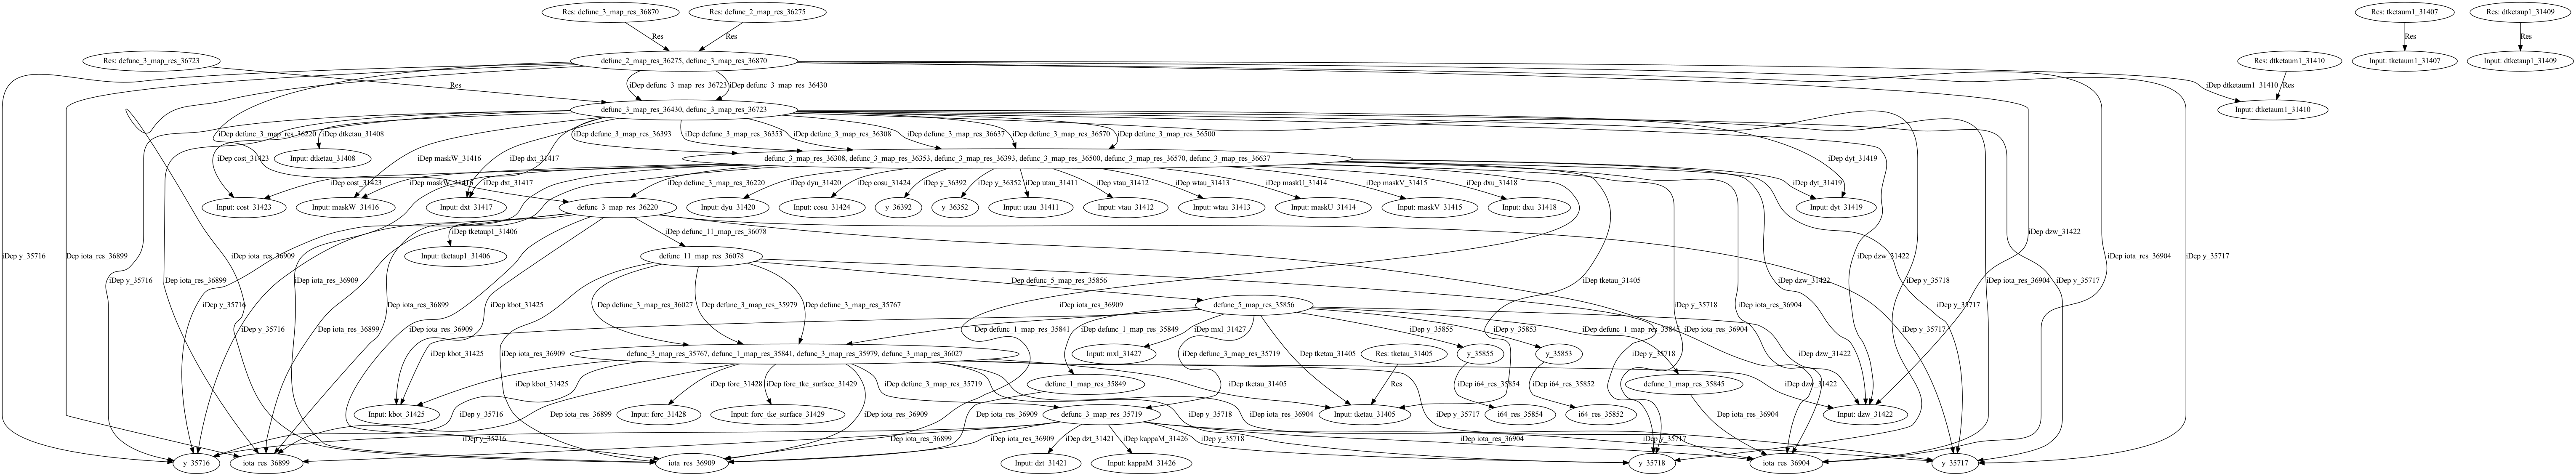 Res: defunc_3_map_res_36870
Res: defunc_2_map_res_36275
Res: tketaum1_31407
Res: dtketaup1_31409
Res
Res
Res
Res
Res: defunc_3_map_res_36723
defunc_2_map_res_36275, defunc_3_map_res_36870
Res: dtketaum1_31410
Input: tketaum1_31407
Input: dtketaup1_31409
Res
iDep defunc_3_map_res_36723
iDep defunc_3_map_res_36430
iDep dtketaum1_31410
Res
defunc_3_map_res_36430, defunc_3_map_res_36723
Input: dtketaum1_31410
iDep defunc_3_map_res_36220
iDep dtketau_31408
iDep defunc_3_map_res_36393
iDep defunc_3_map_res_36353
iDep defunc_3_map_res_36308
iDep defunc_3_map_res_36637
iDep defunc_3_map_res_36570
iDep defunc_3_map_res_36500
iDep cost_31423
Input: dtketau_31408
iDep maskW_31416
iDep dxt_31417
defunc_3_map_res_36308, defunc_3_map_res_36353, defunc_3_map_res_36393, defunc_3_map_res_36500, defunc_3_map_res_36570, defunc_3_map_res_36637
iDep dyt_31419
iDep cost_31423
iDep maskW_31416
iDep dxt_31417
iDep defunc_3_map_res_36220
iDep dyu_31420
iDep cosu_31424
iDep y_36392
iDep y_36352
iDep utau_31411
iDep vtau_31412
iDep wtau_31413
iDep maskU_31414
iDep maskV_31415
iDep dxu_31418
iDep dyt_31419
Input: cost_31423
Input: maskW_31416
Input: dxt_31417
defunc_3_map_res_36220
Input: dyu_31420
Input: cosu_31424
y_36392
y_36352
Input: utau_31411
Input: vtau_31412
Input: wtau_31413
Input: maskU_31414
Input: maskV_31415
Input: dxu_31418
Input: dyt_31419
iDep tketaup1_31406
iDep defunc_11_map_res_36078
iDep dzw_31422
iDep y_35716
Dep iota_res_36899
iDep iota_res_36909
Input: tketaup1_31406
defunc_11_map_res_36078
iDep dzw_31422
iDep iota_res_36904
iDep y_35717
iDep y_35716
Dep iota_res_36899
iDep iota_res_36909
Dep defunc_5_map_res_35856
iDep tketau_31405
iDep dzw_31422
iDep y_35718
iDep iota_res_36904
iDep y_35717
iDep y_35716
Dep iota_res_36899
iDep kbot_31425
Dep defunc_3_map_res_36027
Dep defunc_3_map_res_35979
Dep defunc_3_map_res_35767
iDep iota_res_36909
defunc_5_map_res_35856
iDep y_35718
iDep iota_res_36904
iDep y_35717
iDep y_35716
Dep iota_res_36899
iDep iota_res_36909
Dep defunc_1_map_res_35841
iDep defunc_1_map_res_35849
iDep mxl_31427
iDep y_35855
iDep y_35853
iDep defunc_1_map_res_35845
iDep iota_res_36904
iDep y_35717
iDep kbot_31425
iDep iota_res_36909
defunc_3_map_res_35767, defunc_1_map_res_35841, defunc_3_map_res_35979, defunc_3_map_res_36027
Input: mxl_31427
iDep defunc_3_map_res_35719
Dep tketau_31405
Res: tketau_31405
y_35855
y_35853
iDep y_35718
iDep dzw_31422
iDep kbot_31425
iDep forc_31428
iDep forc_tke_surface_31429
iDep defunc_3_map_res_35719
defunc_1_map_res_35849
iDep tketau_31405
Res
iDep i64_res_35854
iDep i64_res_35852
defunc_1_map_res_35845
iDep dzw_31422
Input: kbot_31425
iDep y_35716
Dep iota_res_36899
Input: forc_31428
Input: forc_tke_surface_31429
iDep iota_res_36909
Dep iota_res_36909
defunc_3_map_res_35719
iDep y_35718
iDep iota_res_36904
Input: tketau_31405
iDep y_35717
i64_res_35854
i64_res_35852
Dep iota_res_36904
Input: dzw_31422
iDep y_35716
Dep iota_res_36899
iDep iota_res_36909
iDep dzt_31421
iDep kappaM_31426
iDep y_35718
iDep iota_res_36904
iDep y_35717
y_35716
iota_res_36899
iota_res_36909
Input: dzt_31421
Input: kappaM_31426
y_35718
iota_res_36904
y_35717